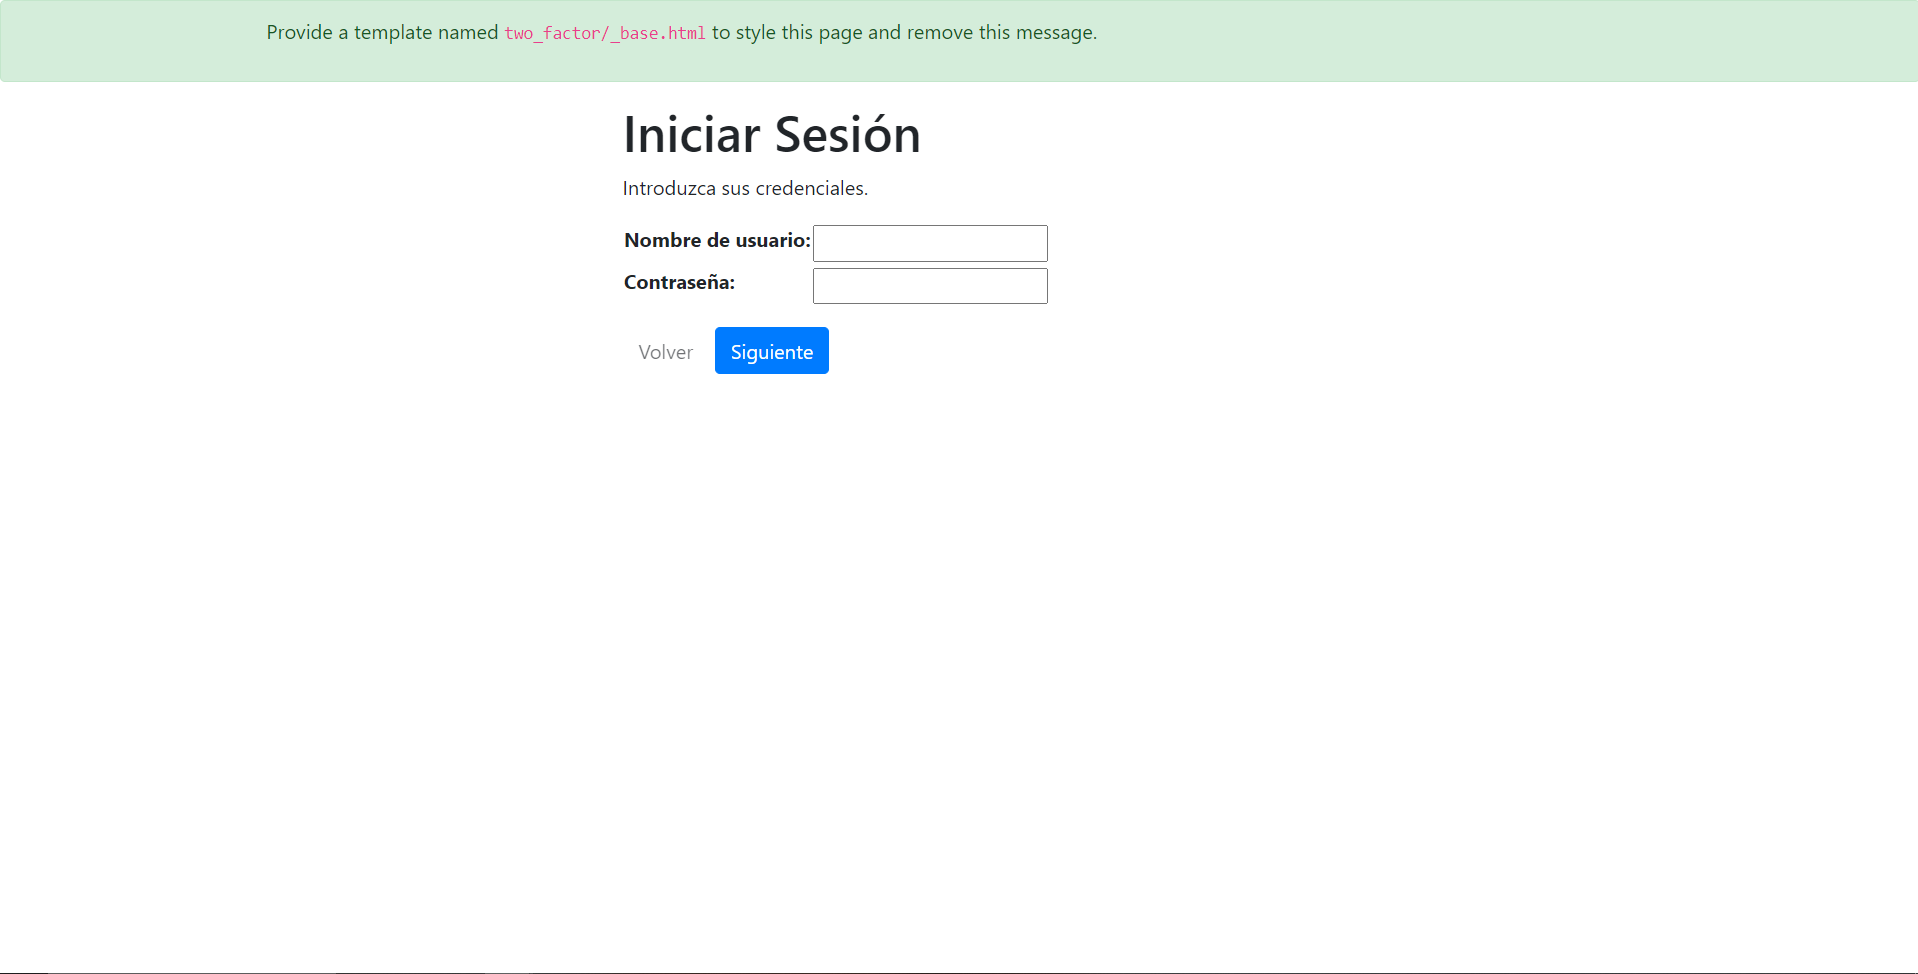 Provide a template named two_factor/_base.html to style this page and remove this message.
Iniciar Sesión
Introduzca sus credenciales.
Nombre de usuario:
Contraseña:
Volver Siguiente